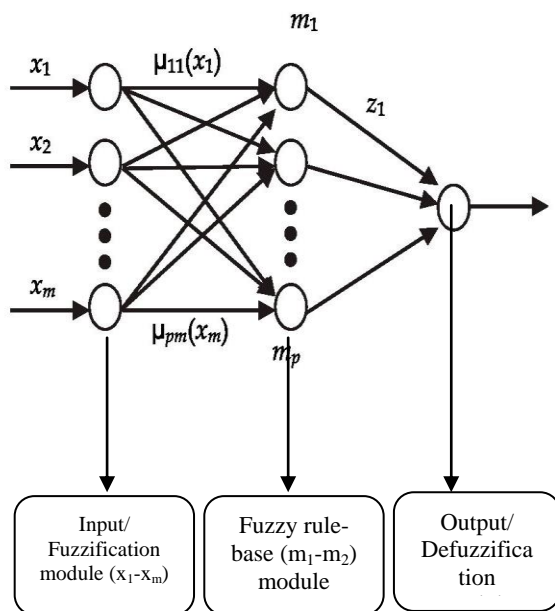 m₁
x₁
μ₁₁(x₁)
z₁
x₂
xₘ
μₚₘ(xₘ)
mₚ
Input/
Fuzzification
module (x₁-xₘ)
Fuzzy rule-
base (m₁-m₂)
module
Output/
Defuzzifica
tion